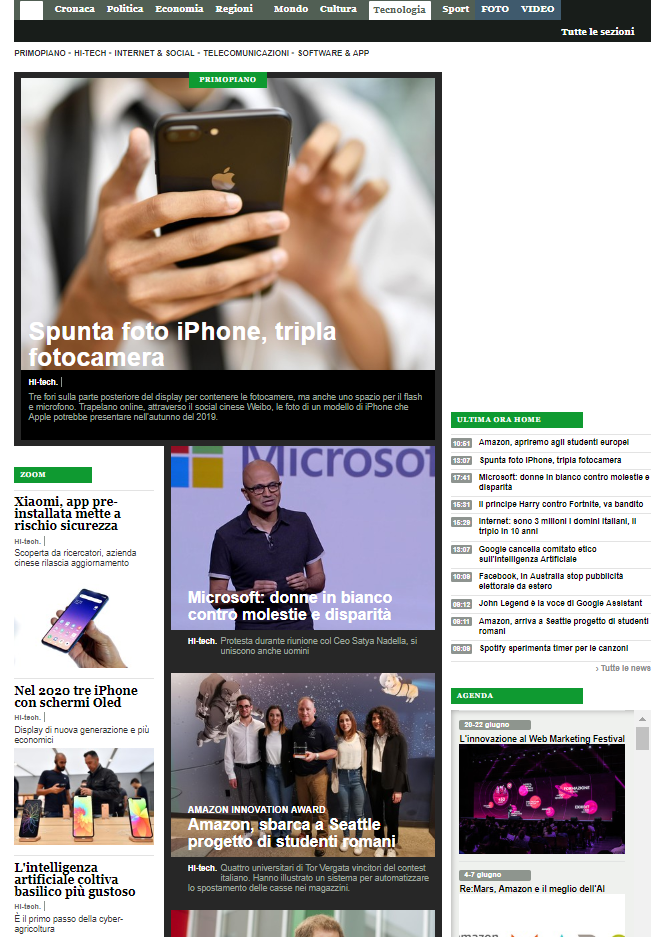 Cronaca Politica Economia Regioni Mondo Cultura Tecnologia Sport FOTO VIDEO
Tutte le sezioni
PRIMOPIANO • HI-TECH • INTERNET & SOCIAL • TELECOMUNICAZIONI • SOFTWARE & APP
PRIMOPIANO
Spunta foto iPhone, tripla
fotocamera
Hi-tech.
Tre fori sulla parte posteriore del display per contenere le fotocamere, ma anche uno spazio per il flash
e microfono. Trapelano online, attraverso il social cinese Weibo, le foto di un modello di iPhone che
Apple potrebbe presentare nell'autunno del 2019.
ZOOM
Xiaomi, app pre-
installata mette a
rischio sicurezza
Hi-tech.
Scoperta da ricercatori, azienda
cinese rilascia aggiornamento
Nel 2020 tre iPhone
con schermi Oled
Hi-tech.
Display di nuova generazione e più
economici
L'intelligenza
artificiale coltiva
basilico più gustoso
Hi-tech.
È il primo passo della cyber-
agricoltura
Microsof
Microsoft: donne in bianco
contro molestie e disparità
Hi-tech. Protesta durante riunione col Ceo Satya Nadella, si
uniscono anche uomini
AMAZON INNOVATION AWARD
Amazon, sbarca a Seattle
progetto di studenti romani
Hi-tech. Quattro universitari di Tor Vergata vincitori del contest
italiano. Hanno illustrato un sistema per automatizzare
lo spostamento delle casse nei magazzini.
ULTIMA ORA HOME
10:51 Amazon, apriremo agli studenti europei
13:07 Spunta foto iPhone, tripla fotocamera
17:41 Microsoft: donne in bianco contro molestie e
disparità
15:31 Il principe Harry contro Fortnite, va bandito
15:29 Internet: sono 3 milioni i domini italiani, il
triplo in 10 anni
13:07 Google cancella comitato etico
sull'Intelligenza Artificiale
10:09 Facebook, in Australia stop pubblicità
elettorale da estero
09:12 John Legend è la voce di Google Assistant
09:11 Amazon, arriva a Seattle progetto di studenti
romani
09:09 Spotify sperimenta timer per le canzoni
› Tutte le news
AGENDA
20-22 giugno
L'innovazione al Web Marketing Festival
FORMAZIONE
4-7 giugno
Re:Mars, Amazon e il meglio dell'AI